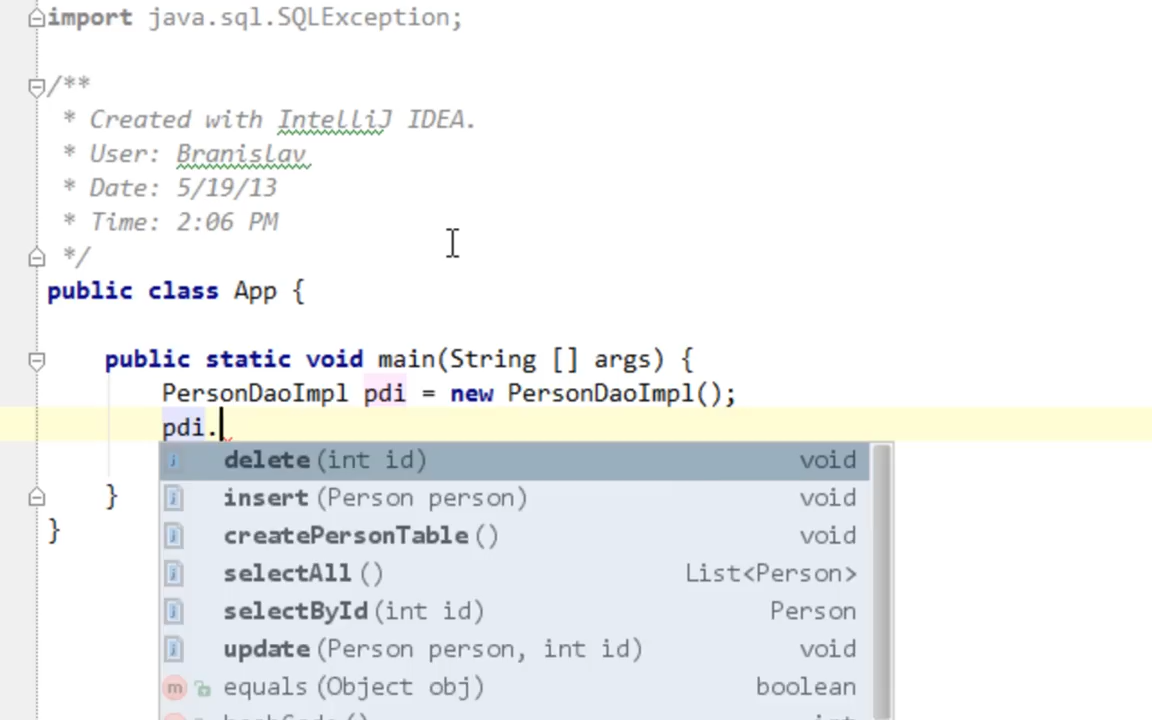 import java.sql.SQLException;
/**
* Created with IntelliJ IDEA.
* User: Branislav
* Date: 5/19/13
* Time: 2:06 PM
*/
public class App {
public static void main(String [] args) {
PersonDaoImpl pdi = new PersonDaoImpl();
pdi.
delete(int id) void
insert(Person person) void
createPersonTable() void
selectAll() List<Person>
selectById(int id) Person
update(Person person, int id) void
equals(Object obj) boolean
}
}